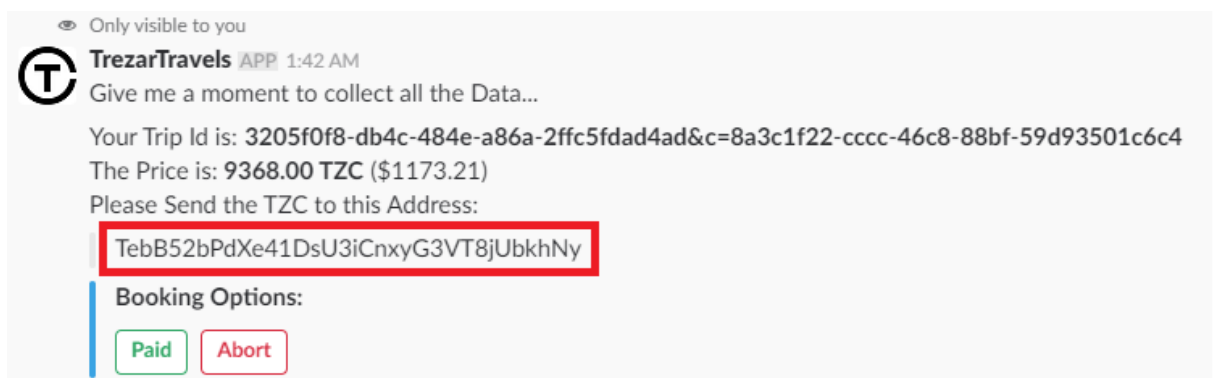 Only visible to you
TrezarTravels APP 1:42 AM
Give me a moment to collect all the Data...
Your Trip Id is: 3205f0f8-db4c-484e-a86a-2ffc5fdad4ad&c=8a3c1f22-cccc-46c8-88bf-59d93501c6c4
The Price is: 9368.00 TZC ($1173.21)
Please Send the TZC to this Address:
TebB52bPdXe41DsU3iCnxyG3VT8jUbkhNy
Booking Options:
Paid Abort